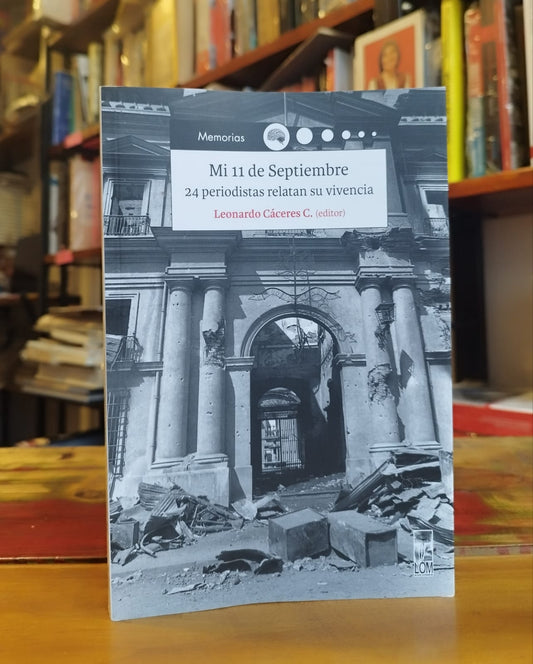 Memorias
Mi 11 de Septiembre
24 periodistas relatan su vivencia
Leonardo Cáceres C. (editor)
LOM